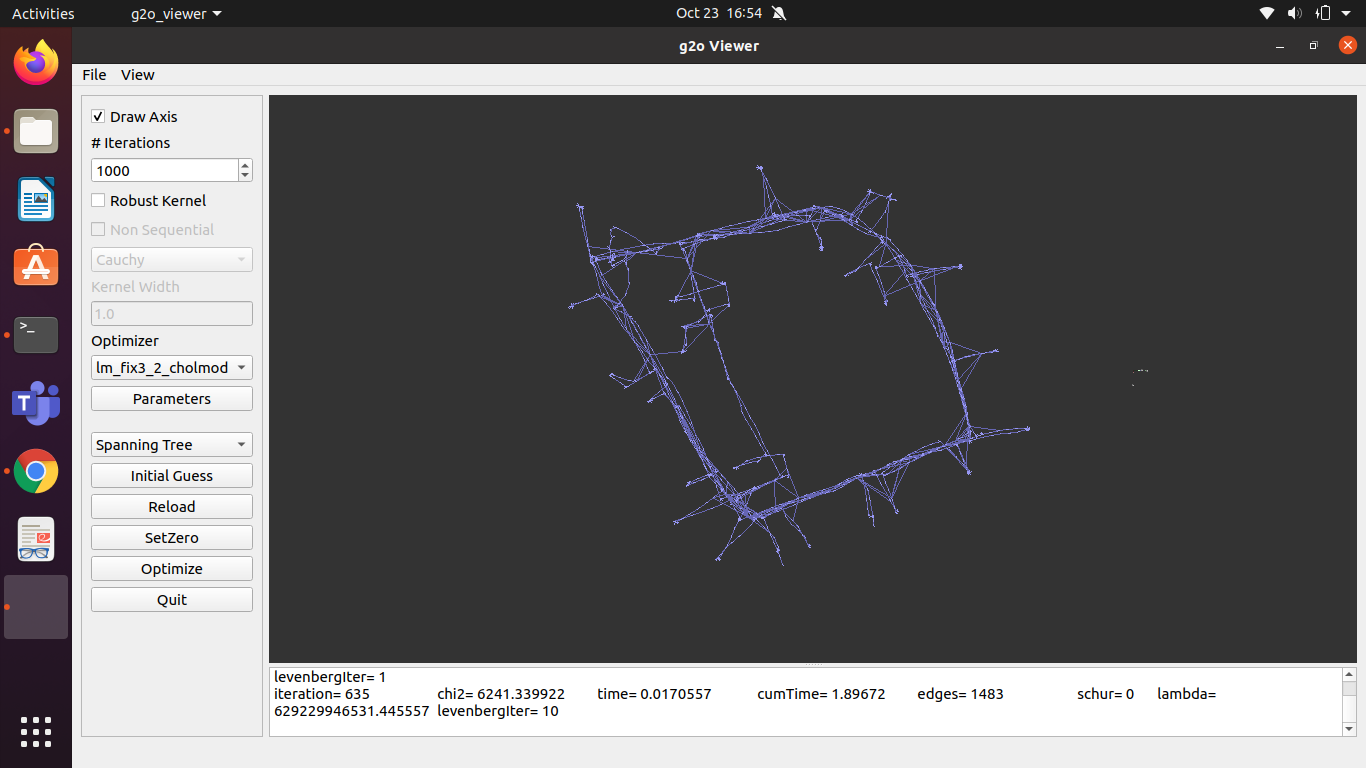 Activities g2o_viewer Oct 23 16:54
g2o Viewer
File View
Draw Axis
# Iterations
1000
Robust Kernel
Non Sequential
Cauchy
Kernel Width
1.0
Optimizer
lm_fix3_2_cholmod
Parameters
Spanning Tree
Initial Guess
Reload
SetZero
Optimize
Quit
levenbergIter= 1
iteration= 635 chi2= 6241.339922 time= 0.0170557 cumTime= 1.89672 edges= 1483 schur= 0 lambda=
629229946531.445557 levenbergIter= 10
>_
T